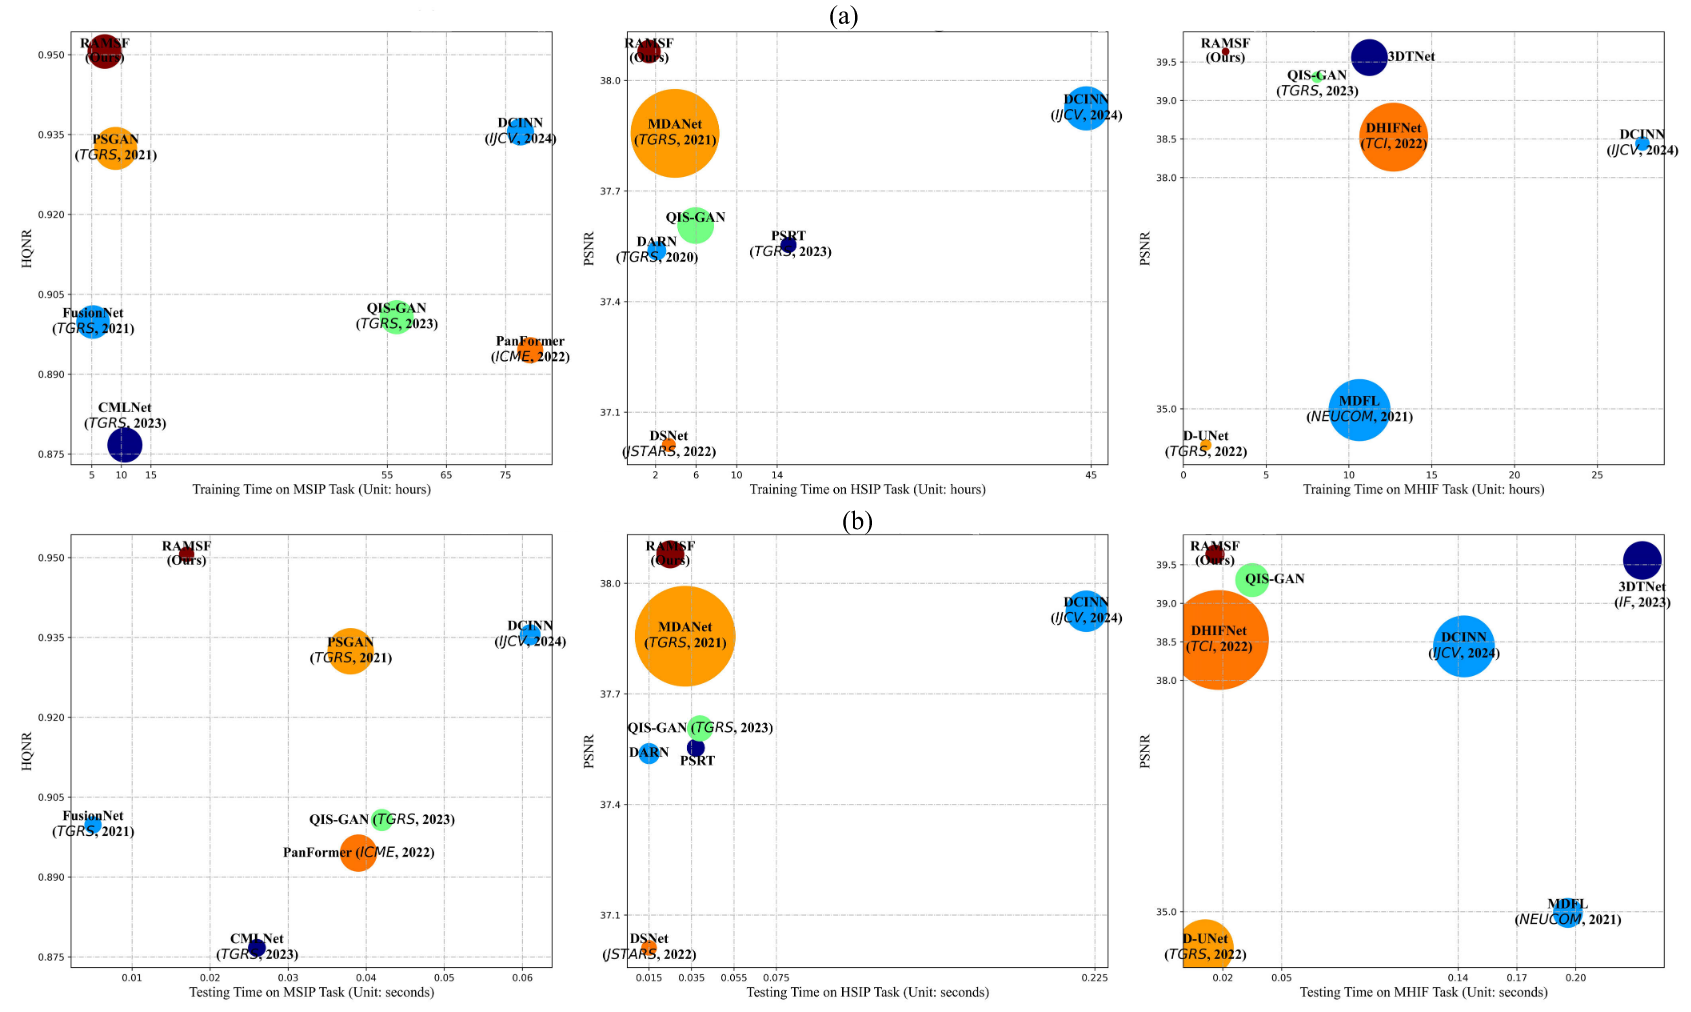 (a)
RAMSF
(Ours)
PSGAN
(TGRS, 2021)
DCINN
(IJCV, 2024)
FusionNet
(TGRS, 2021)
QIS-GAN
(TGRS, 2023)
PanFormer
(ICME, 2022)
CMLNet
(TGRS, 2023)
HQNR
0.950
0.935
0.920
0.905
0.890
0.875
5 10 15 55 65 75
Training Time on MSIP Task (Unit: hours)
RAMSF
(Ours)
MDANet
(TGRS, 2021)
DCINN
(IJCV, 2024)
QIS-GAN
DARN
(TGRS, 2020)
PSRT
(TGRS, 2023)
DSNet
(JSTARS, 2022)
PSNR
38.0
37.7
37.4
37.1
2 6 10 14 45
Training Time on HSIP Task (Unit: hours)
RAMSF
(Ours)
3DTNet
QIS-GAN
(TGRS, 2023)
DHIFNet
(TCI, 2022)
DCINN
(IJCV, 2024)
MDFL
(NEUCOM, 2021)
D-UNet
(TGRS, 2022)
PSNR
39.5
39.0
38.5
38.0
35.0
0 5 10 15 20 25
Training Time on MHIF Task (Unit: hours)
(b)
RAMSF
(Ours)
PSGAN
(TGRS, 2021)
DCINN
(IJCV, 2024)
FusionNet
(TGRS, 2021)
QIS-GAN (TGRS, 2023)
PanFormer (ICME, 2022)
CMLNet
(TGRS, 2023)
HQNR
0.950
0.935
0.920
0.905
0.890
0.875
0.01 0.02 0.03 0.04 0.05 0.06
Testing Time on MSIP Task (Unit: seconds)
RAMSF
(Ours)
MDANet
(TGRS, 2021)
DCINN
(IJCV, 2024)
QIS-GAN (TGRS, 2023)
DARN
PSRT
DSNet
(JSTARS, 2022)
PSNR
38.0
37.7
37.4
37.1
0.015 0.035 0.055 0.075 0.225
Testing Time on HSIP Task (Unit: seconds)
RAMSF
(Ours)
QIS-GAN
3DTNet
(IF, 2023)
DHIFNet
(TCI, 2022)
DCINN
(IJCV, 2024)
MDFL
(NEUCOM, 2021)
D-UNet
(TGRS, 2022)
PSNR
39.5
39.0
38.5
38.0
35.0
0.02 0.05 0.14 0.17 0.20
Testing Time on MHIF Task (Unit: seconds)